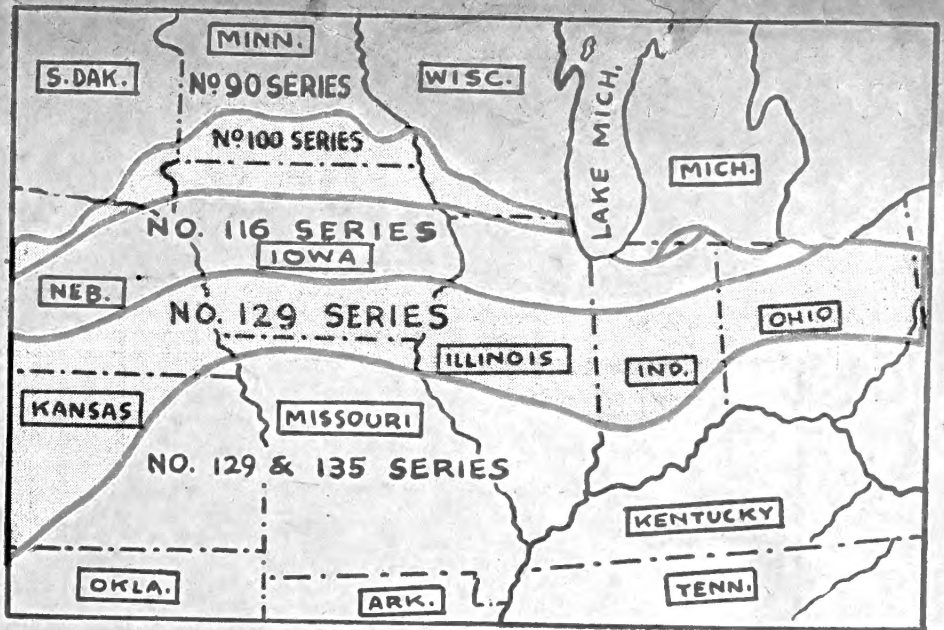 MINN.
S. DAK.
WISC.
Nº 90 SERIES
Nº 100 SERIES
LAKE MICH.
MICH.
NO. 116 SERIES
IOWA
NEB.
NO. 129 SERIES
OHIO
ILLINOIS
IND.
KANSAS
MISSOURI
NO. 129 & 135 SERIES
KENTUCKY
OKLA.
ARK.
TENN.